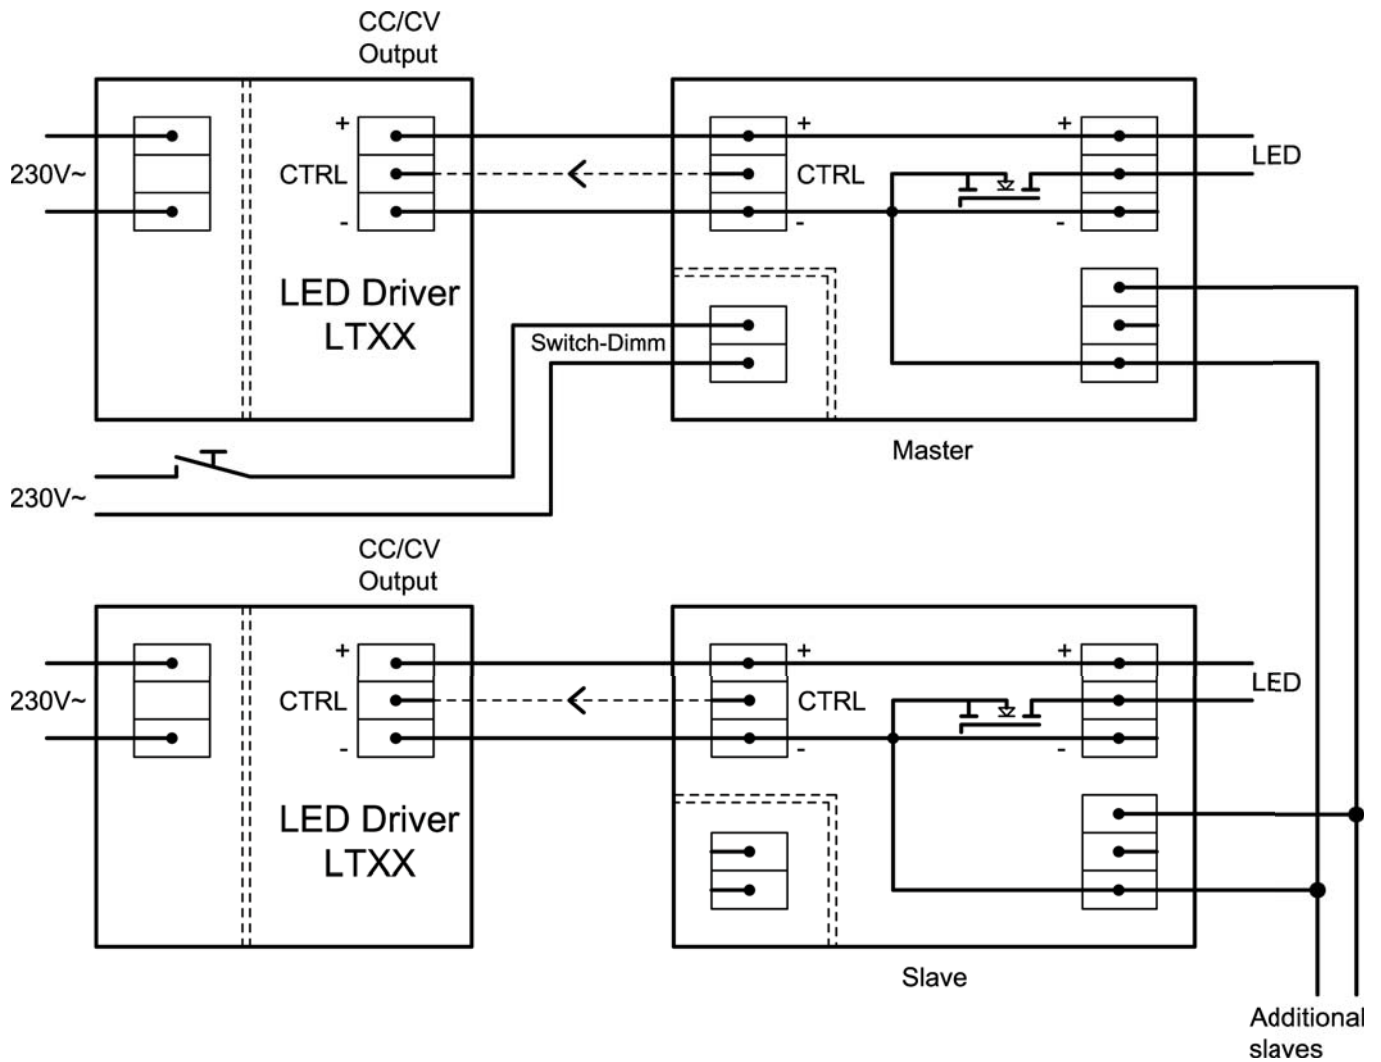 CC/CV
Output
+
+
+
230V~
CTRL
CTRL
LED
-
-
-
LED Driver
LTXX
Switch-Dimm
Master
230V~
CC/CV
Output
+
+
+
230V~
CTRL
CTRL
LED
-
-
-
LED Driver
LTXX
Slave
Additional
slaves